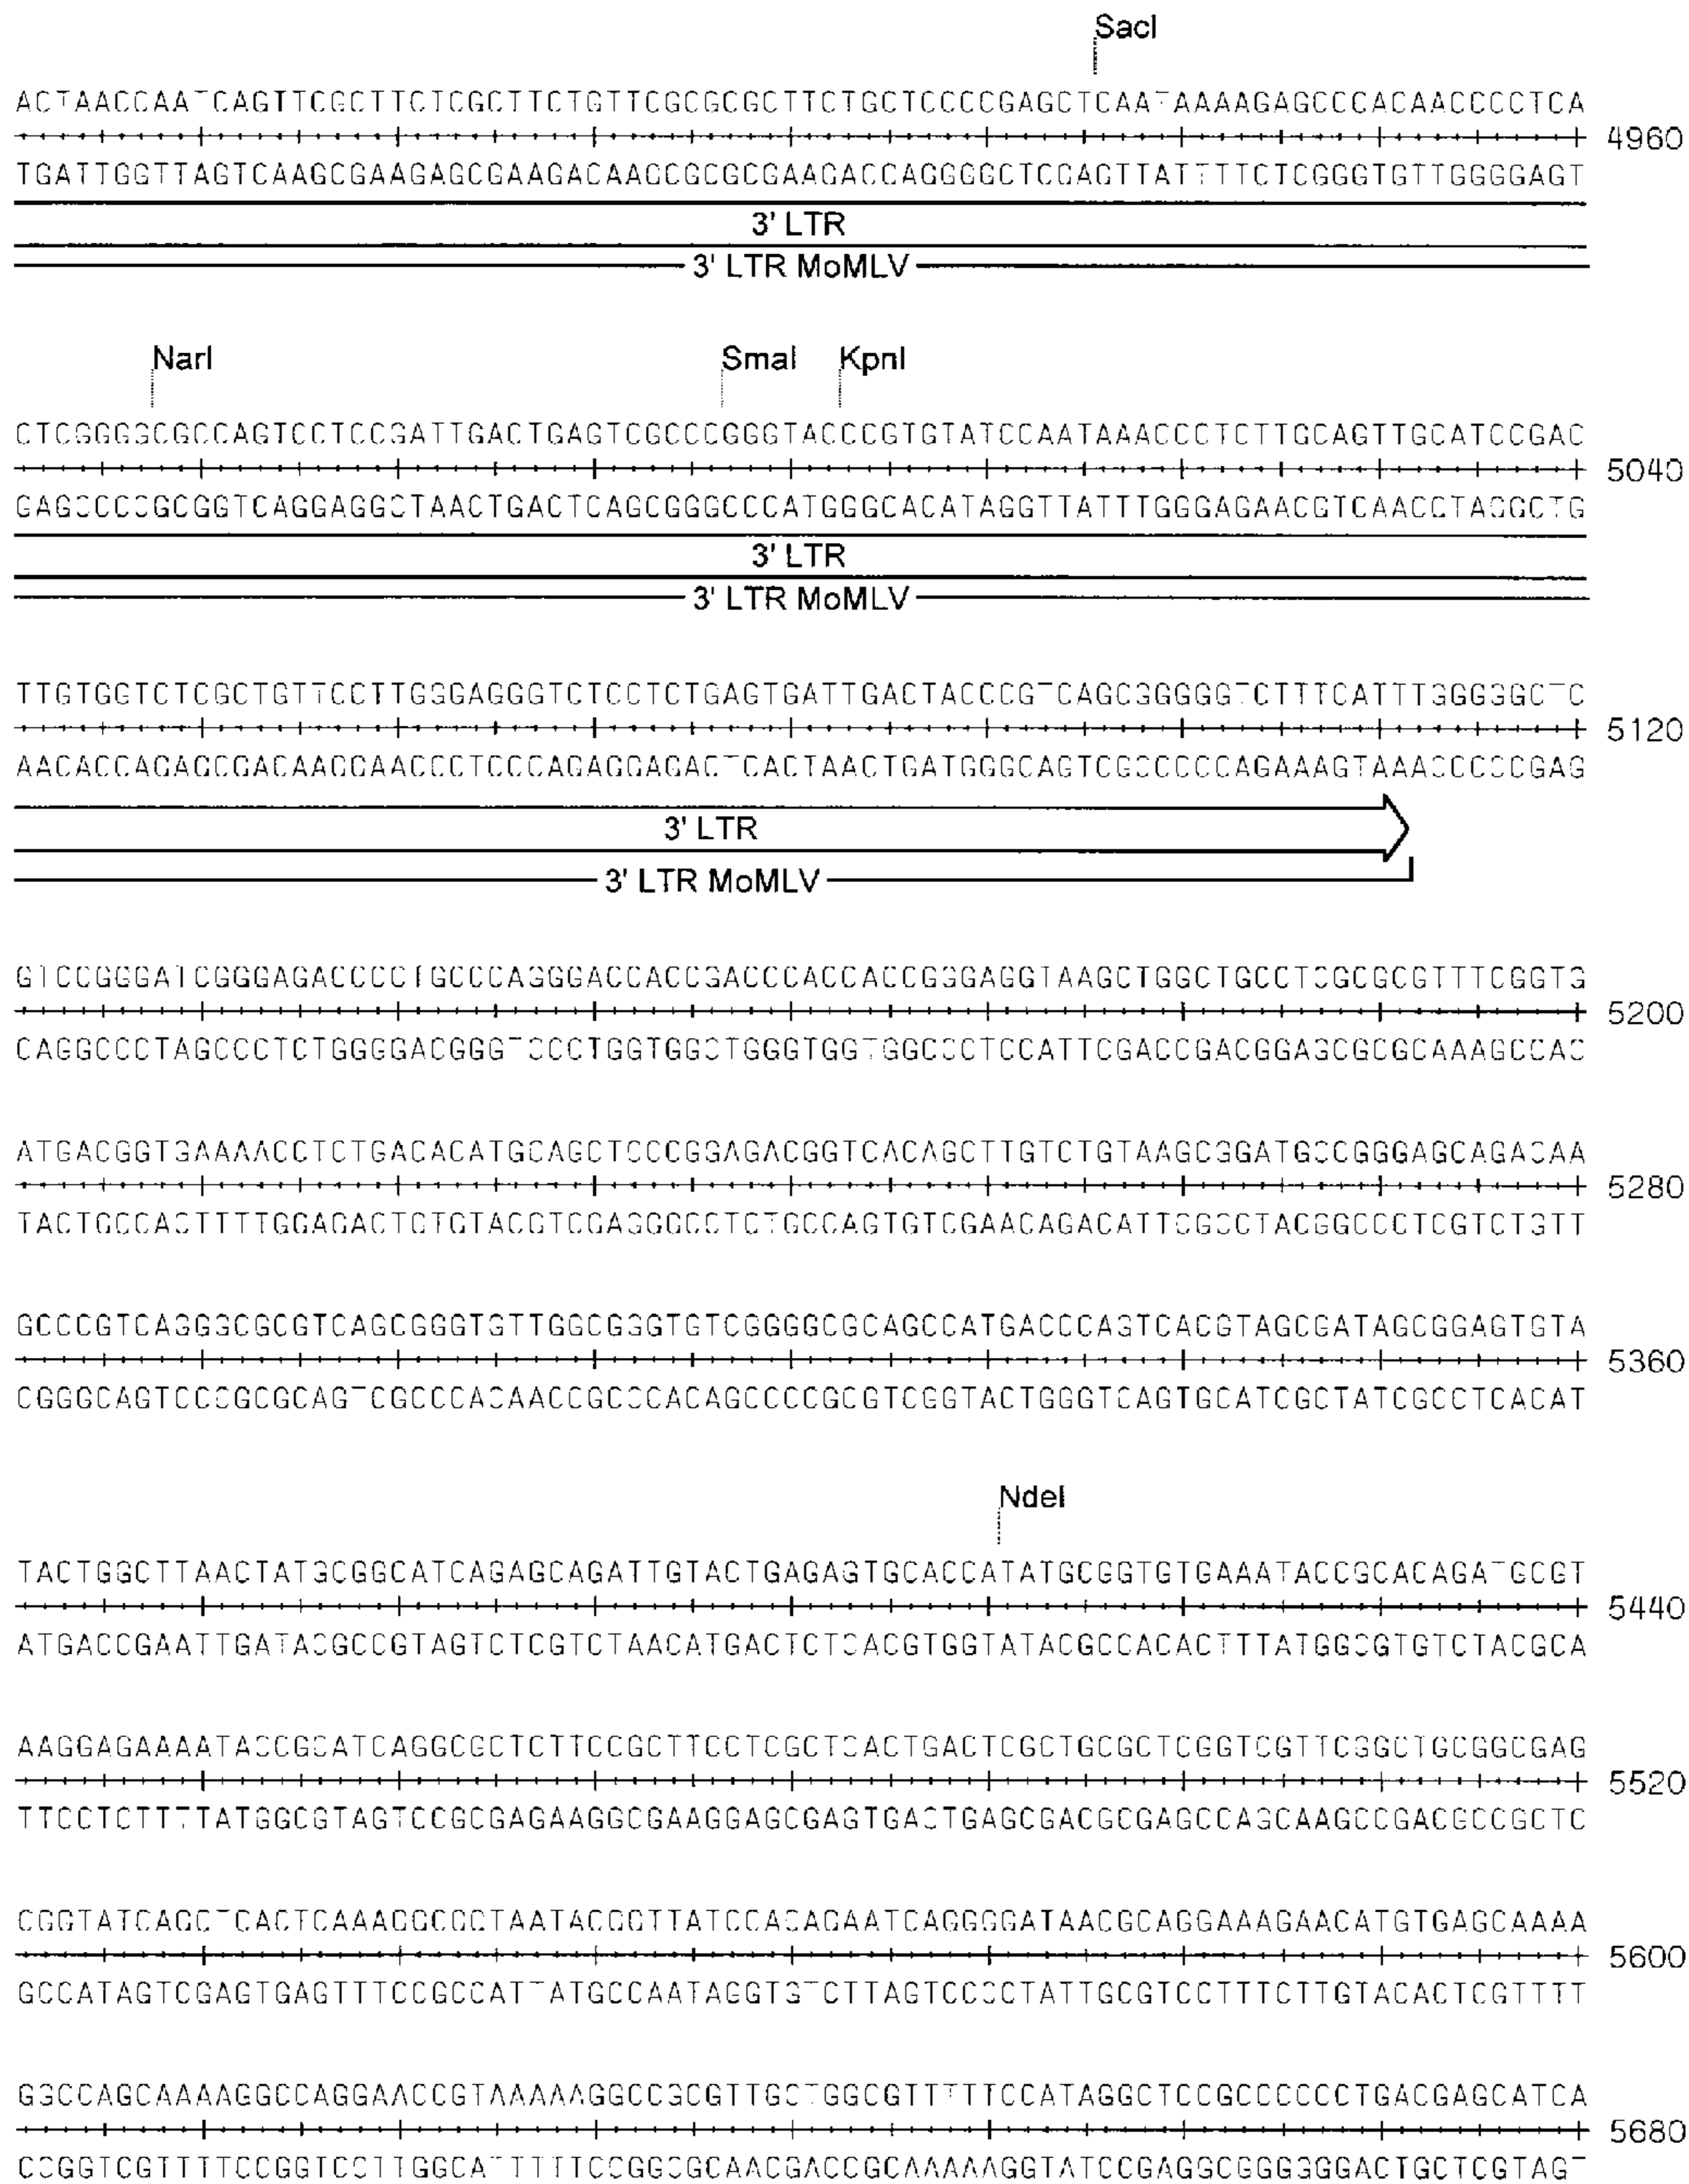 SacI
ACTAACCAATCAGTTCGCTTCTCGCTTCTGTTCGCGCGCTTCTGCTCCCCGAGCTCAATAAAAGAGCCCACAACCCCTCA
4960
TGATTGGTTAGTCAAGCGAAGAGCGAAGACAAGCGCGCGAAGACGAGGGGCTCGAGTTATTTTCTCGGGTGTTGGGGAGT
3' LTR
3' LTR MoMLV
NarI SmaI KpnI
CTCGGGGCGCCAGTCCTCCGATTGACTGAGTCGCCCGGGTACCCGTGTATCCAATAAACCCTCTTGCAGTTGCATCCGAC
5040
GAGCCCCGCGGTCAGGAGGCTAACTGACTCAGCGGGCCCATGGGCACATAGGTTATTTGGGAGAACGTCAACGTAGGCTG
3' LTR
3' LTR MoMLV
TTGTGGTCTCGCTGTTCCTTGGGAGGGTCTCCTCTGAGTGATTGACTACCCGTCAGCGGGGGTCTTTCATTTGGGGGCTC
5120
AACACCAGAGCGACAAGGAACCCTCCCAGAGGAGACTCACTAACTGATGGGCAGTCGCCCCCAGAAAGTAAACCCCCGAG
3' LTR
3' LTR MoMLV
GTCCGGGATCGGGAGACCCCTGCCCAGGGACCACCGACCCACCACCGGGAGGTAAGCTGGCTGCCTCGCGCGTTTCGGTG
5200
CAGGCCCTAGCCCTCTGGGGACGGGTCCCTGGTGGCTGGGTGGTGGCCCTCCATTCGACCGACGGAGCGCGCAAAGCCAC
ATGACGGTGAAAACCTCTGACACATGCAGCTCCCGGAGACGGTCACAGCTTGTCTGTAAGCGGATGCCGGGAGCAGACAA
5280
TACTGCCACTTTTGGAGACTGTGTACGTCGAGGGCCTCTGCCAGTGTCGAACAGACATTCGCCTACGGCCCTCGTCTGTT
GCCCGTCAGGGCGCGTCAGCGGGTGTTGGCGGGTGTCGGGGCGCAGCCATGACCCAGTCACGTAGCGATAGCGGAGTGTA
5360
CGGGCAGTCCCGCGCAGTCGCCCACAACCGCCCACAGCCCCGCGTCGGTACTGGGTCAGTGCATCGCTATCGCCTCACAT
NdeI
TACTGGCTTAACTATGCGGCATCAGAGCAGATTGTACTGAGAGTGCACCATATGCGGTGTGAAATACCGCACAGATGCGT
5440
ATGACCGAATTGATACGCCGTAGTCTCGTCTAACATGACTCTCACGTGGTATACGCCACACTTTATGGCGTGTCTACGCA
AAGGAGAAAATACCGCATCAGGCGCTCTTCCGCTTCCTCGCTCACTGACTCGCTGCGCTCGGTCGTTCGGCTGCGGCGAG
5520
TTCCTCTTTTATGGCGTAGTCCGCGAGAAGGCGAAGGAGCGAGTGACTGAGCGACGCGAGCCAGCAAGCCGACGCCGCTC
CGGTATCAGCTCACTCAAAGGCGGTAATACGGTTATCCACAGAATCAGGGGATAACGCAGGAAAGAACATGTGAGCAAAA
5600
GCCATAGTCGAGTGAGTTTCCGCCATTATGCCAATAGGTGTCTTAGTCCCCTATTGCGTCCTTTCTTGTACACTCGTTTT
GGCCAGCAAAAGGCCAGGAACCGTAAAAAGGCCGCGTTGCTGGCGTTTTTCCATAGGCTCCGCCCCCCTGACGAGCATCA
5680
CCGGTCGTTTTCCGGTCCTTGGCATTTTTCCGGCGCAACGACCGCAAAAAGGTATCCGAGGCGGGGGGACTGCTCGTAGT